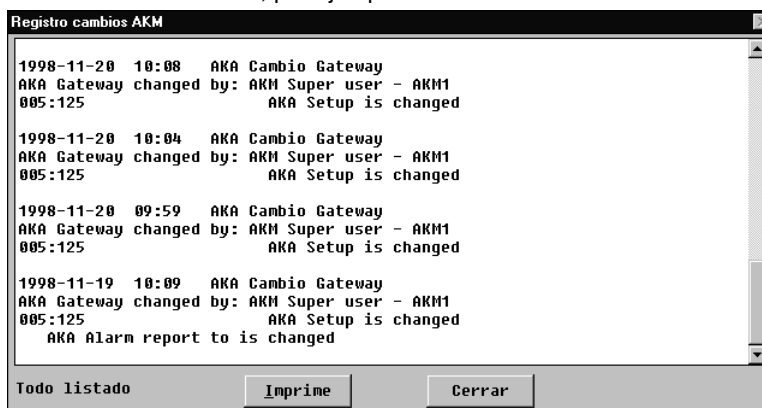 Registro cambios AKM
1998-11-20 10:08 AKA Cambio Gateway
AKA Gateway changed by: AKM Super user - AKM1
005:125 AKA Setup is changed
1998-11-20 10:04 AKA Cambio Gateway
AKA Gateway changed by: AKM Super user - AKM1
005:125 AKA Setup is changed
1998-11-20 09:59 AKA Cambio Gateway
AKA Gateway changed by: AKM Super user - AKM1
005:125 AKA Setup is changed
1998-11-19 10:09 AKA Cambio Gateway
AKA Gateway changed by: AKM Super user - AKM1
005:125 AKA Setup is changed
AKA Alarm report to is changed
Todo listado Imprime Cerrar